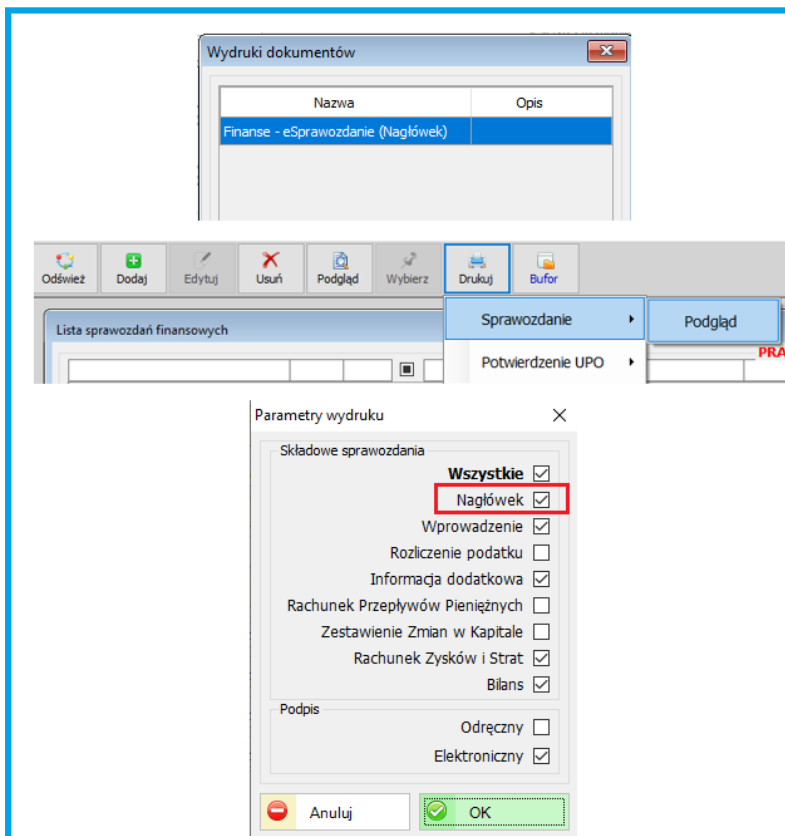 Wydruki dokumentów
Nazwa Opis
Finanse - eSprawozdanie (Nagłówek)
Odśwież Dodaj Edytuj Usuń Podgląd Wybierz Drukuj Bufor
Lista sprawozdań finansowych
Sprawozdanie Podgląd
PRA
Potwierdzenie UPO
Parametry wydruku
Składowe sprawozdania
Wszystkie
Nagłówek
Wprowadzenie
Rozliczenie podatku
Informacja dodatkowa
Rachunek Przepływów Pieniężnych
Zestawienie Zmian w Kapitale
Rachunek Zysków i Strat
Bilans
Podpis
Odręczny
Elektroniczny
Anuluj OK